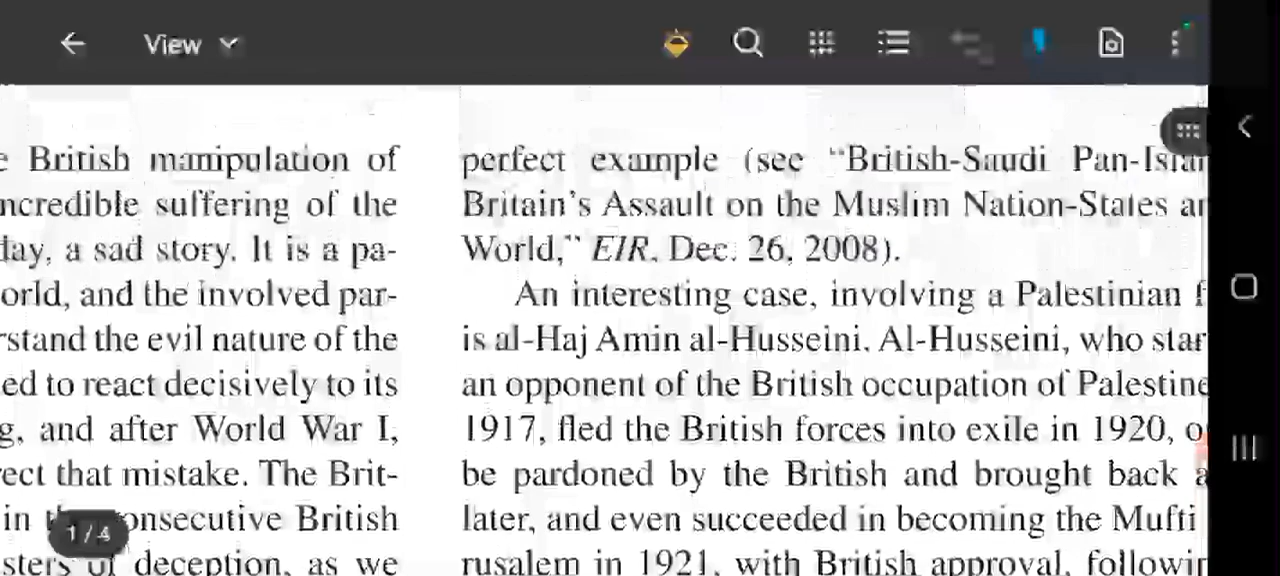 View
e British manipulation of
ncredible suffering of the
day, a sad story. It is a pa-
orld, and the involved par-
rstand the evil nature of the
ed to react decisively to its
g, and after World War I,
rect that mistake. The Brit-
in onsecutive British
sters of deception, as we
perfect example (see "British-Saudi Pan-Islam
Britain's Assault on the Muslim Nation-States an
World," EIR, Dec. 26, 2008).
An interesting case, involving a Palestinian f
is al-Haj Amin al-Husseini. Al-Husseini, who star
an opponent of the British occupation of Palestine
1917, fled the British forces into exile in 1920, o
be pardoned by the British and brought back a
later, and even succeeded in becoming the Mufti
rusalem in 1921, with British approval, followin
1/4